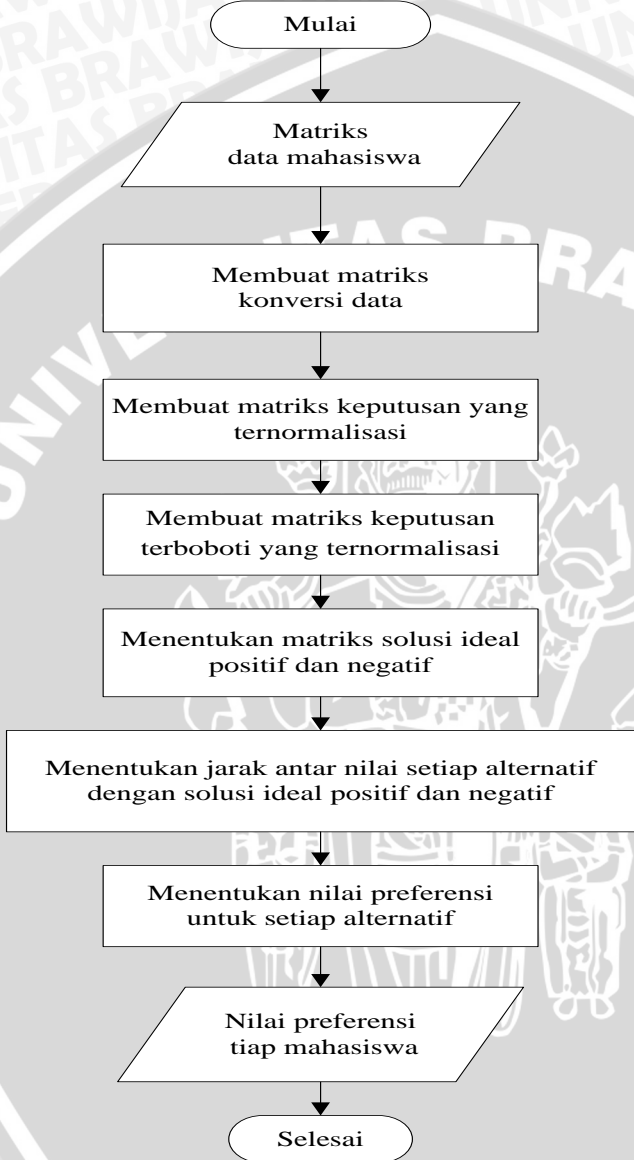 Mulai
Matriks
data mahasiswa
Membuat matriks
konversi data
Membuat matriks keputusan yang
ternormalisasi
Membuat matriks keputusan
terboboti yang ternormalisasi
Menentukan matriks solusi ideal
positif dan negatif
Menentukan jarak antar nilai setiap alternatif
dengan solusi ideal positif dan negatif
Menentukan nilai preferensi
untuk setiap alternatif
Nilai preferensi
tiap mahasiswa
Selesai